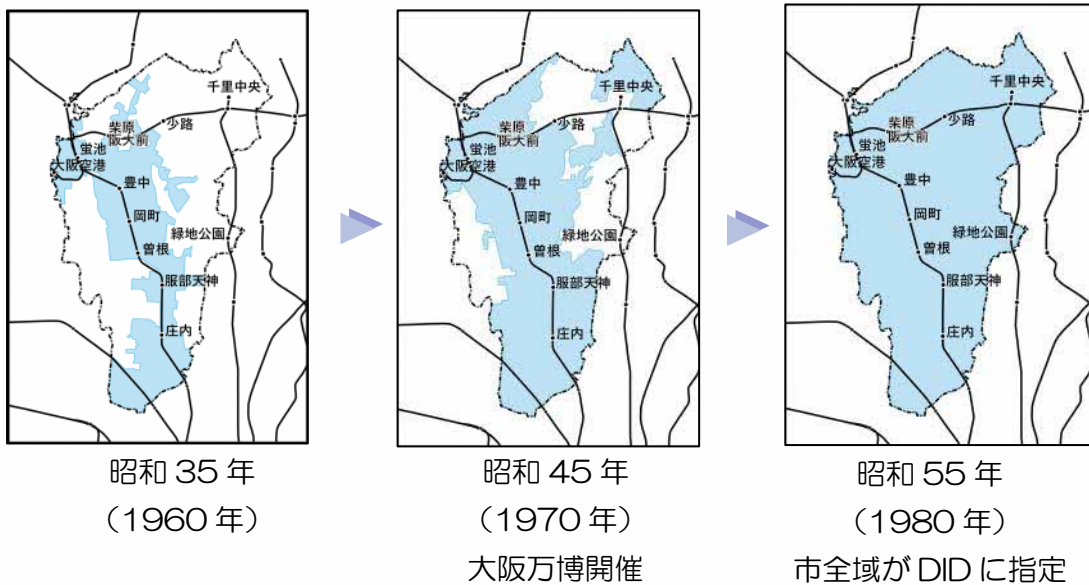 千里中央
柴原
阪大前
少路
蛍池
大阪空港
豊中
岡町
緑地公園
曽根
服部天神
庄内
昭和 35 年
（1960 年）
千里中央
柴原
阪大前
少路
蛍池
大阪空港
豊中
岡町
緑地公園
曽根
服部天神
庄内
昭和 45 年
（1970 年）
大阪万博開催
千里中央
柴原
阪大前
少路
蛍池
大阪空港
豊中
岡町
緑地公園
曽根
服部天神
庄内
昭和 55 年
（1980 年）
市全域が DID に指定